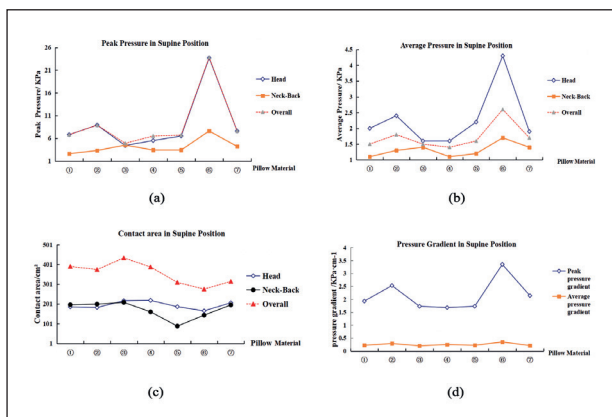 Peak Pressure in Supine Position
26
21
16
11
6
1
Peak Pressure/ KPa
① ② ③ ④ ⑤ ⑥ ⑦
Pillow Material
Head
Neck-Back
Overall
(a)
Average Pressure in Supine Position
4.5
4
3.5
3
2.5
2
1.5
1
Average Pressure/ KPa
① ② ③ ④ ⑤ ⑥ ⑦
Pillow Material
Head
Neck-Back
Overall
(b)
Contact area in Supine Position
501
401
301
201
101
1
Contact area/cm²
① ② ③ ④ ⑤ ⑥ ⑦
Pillow Material
Head
Neck-Back
Overall
(c)
Pressure Gradient in Supine Position
4
3.5
3
2.5
2
1.5
1
0.5
0
pressure gradient /KPa·cm-1
① ② ③ ④ ⑤ ⑥ ⑦
Pillow Material
Peak
pressure
gradient
Average
pressure
gradient
(d)